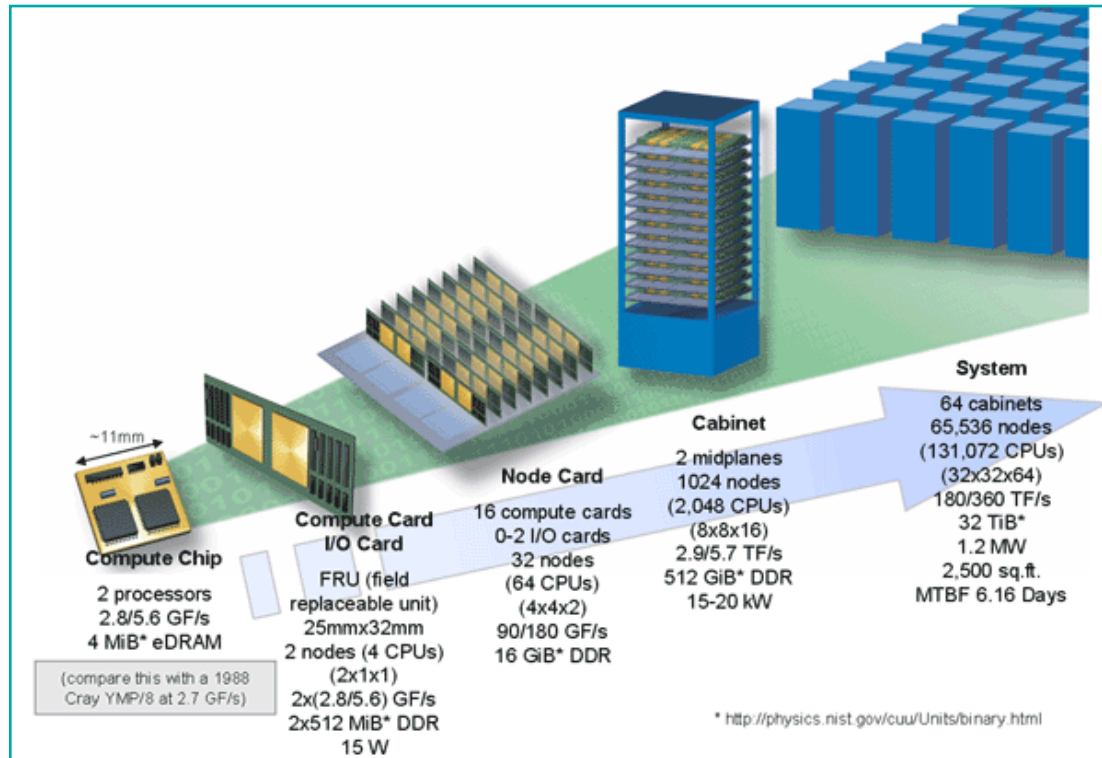 ~11mm
Compute Chip
2 processors
2.8/5.6 GF/s
4 MiB* eDRAM
(compare this with a 1988
Cray YMP/8 at 2.7 GF/s)
Compute Card
I/O Card
FRU (field
replaceable unit)
25mmx32mm
2 nodes (4 CPUs)
(2x1x1)
2x(2.8/5.6) GF/s
2x512 MiB* DDR
15 W
Node Card
16 compute cards
0-2 I/O cards
32 nodes
(64 CPUs)
(4x4x2)
90/180 GF/s
16 GiB* DDR
Cabinet
2 midplanes
1024 nodes
(2,048 CPUs)
(8x8x16)
2.9/5.7 TF/s
512 GiB* DDR
15-20 kW
System
64 cabinets
65,536 nodes
(131,072 CPUs)
(32x32x64)
180/360 TF/s
32 TiB*
1.2 MW
2,500 sq.ft.
MTBF 6.16 Days
* http://physics.nist.gov/cuu/Units/binary.html